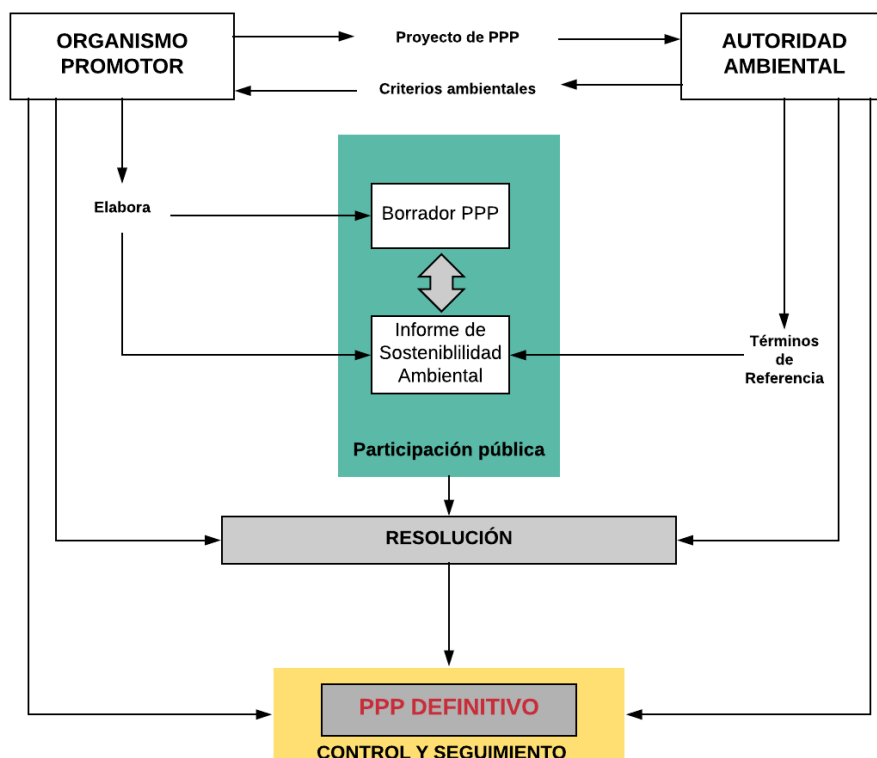 ORGANISMO
PROMOTOR
Proyecto de PPP
AUTORIDAD
AMBIENTAL
Criterios ambientales
Elabora
Borrador PPP
Informe de
Sosteniblilidad
Ambiental
Términos
de
Referencia
Participación pública
RESOLUCIÓN
PPP DEFINITIVO
CONTROL Y SEGUIMIENTO